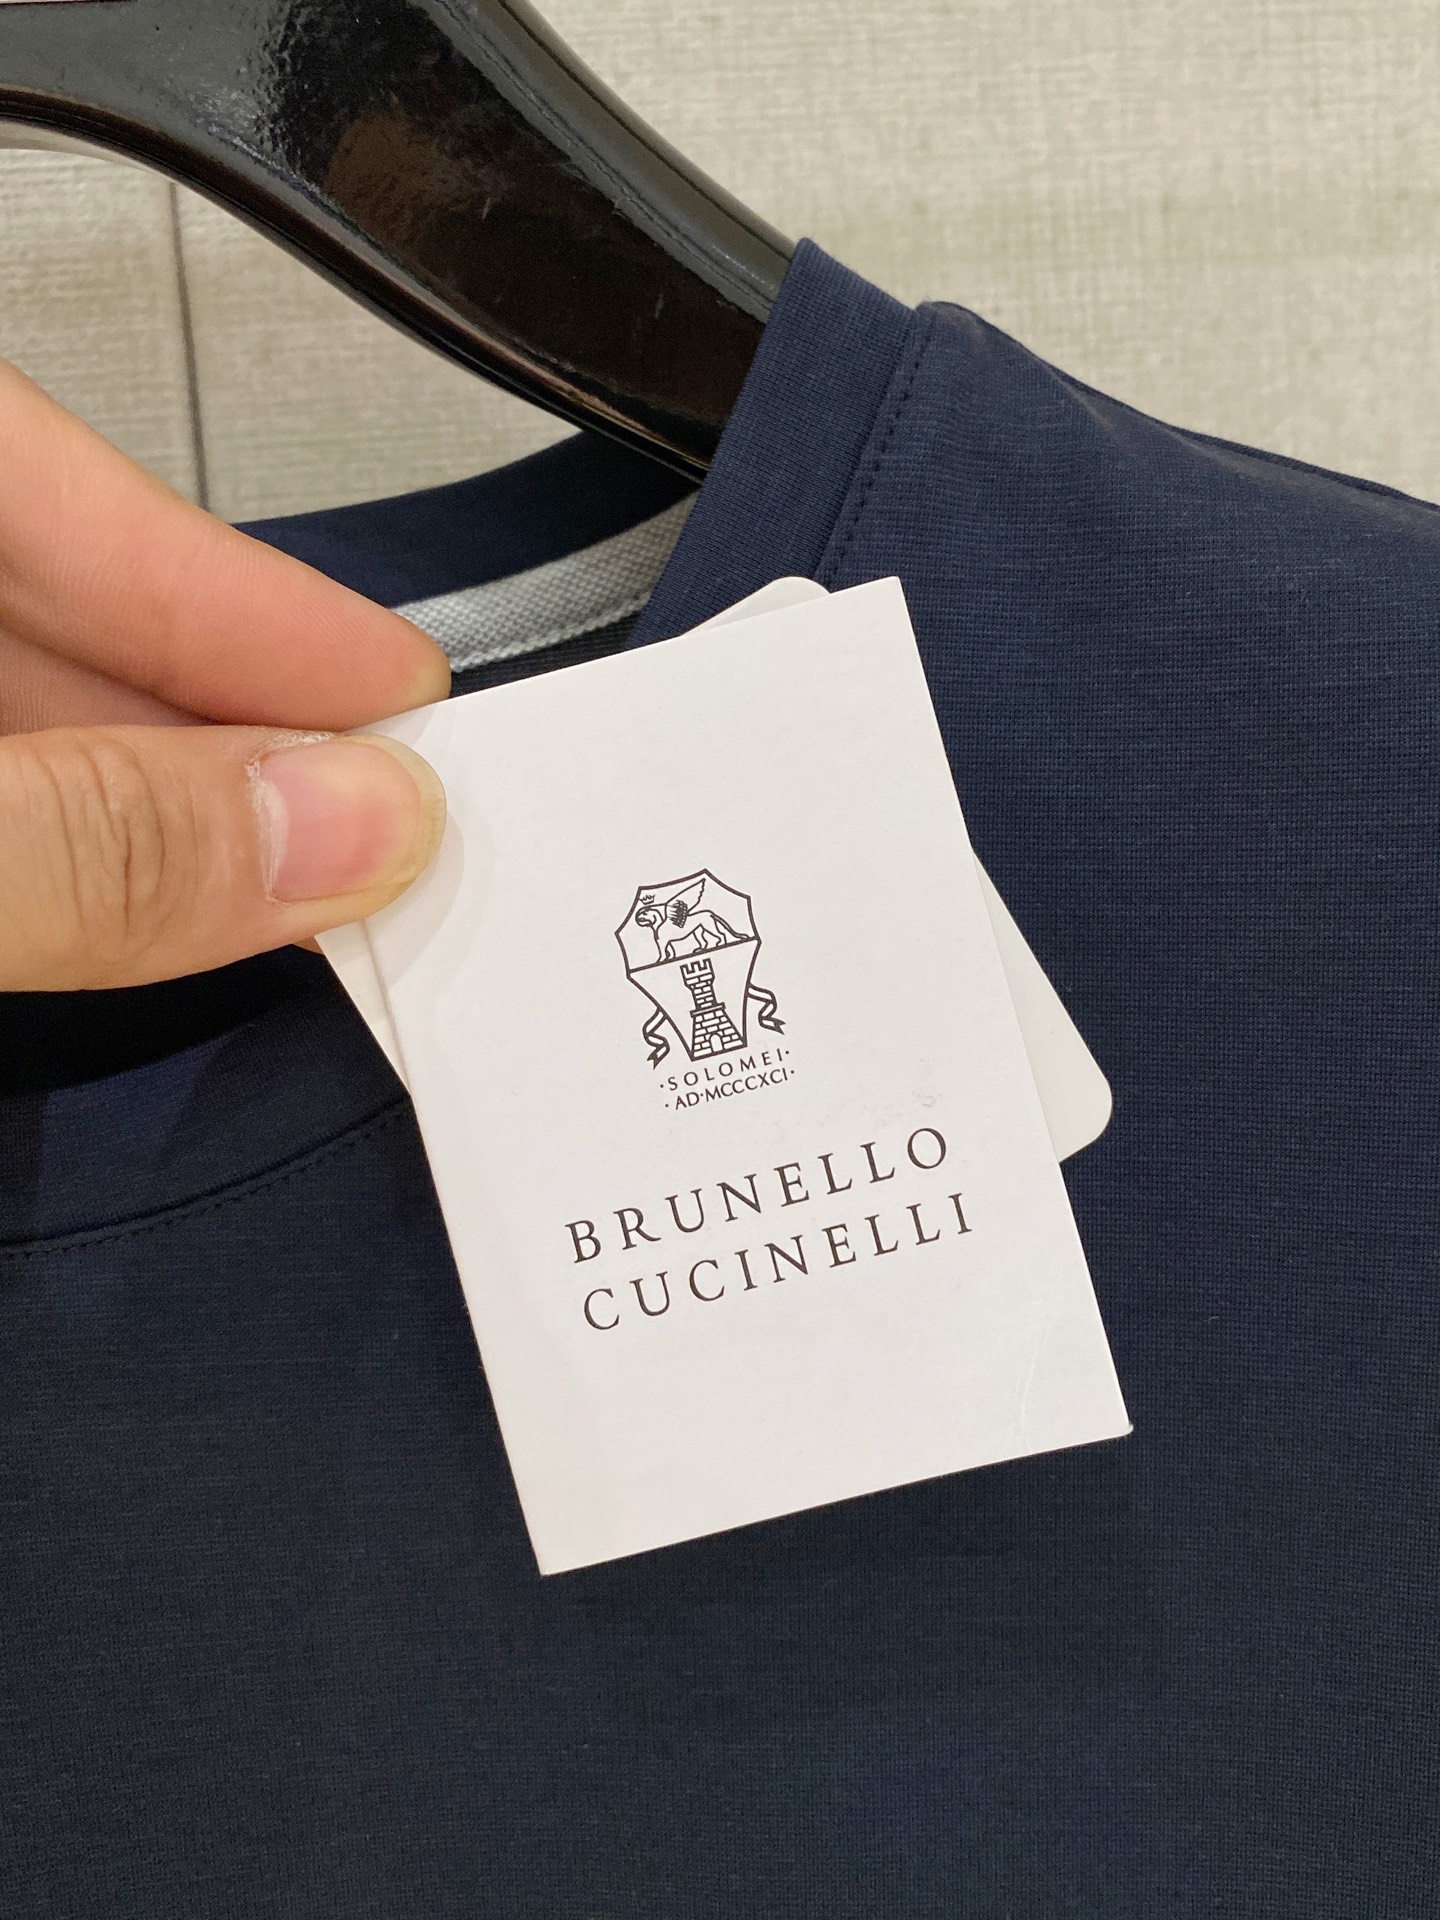 ·SOLOMEI·
·AD·MCCCXCI·
BRUNELLO
CUCINELLI